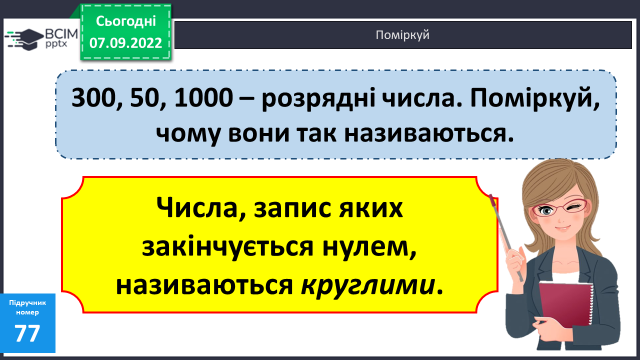 ВСІМ
pptx
Сьогодні
07.09.2022
Поміркуй
300, 50, 1000 – розрядні числа. Поміркуй,
чому вони так називаються.
Числа, запис яких
закінчується нулем,
називаються круглими.
Підручник
номер
77